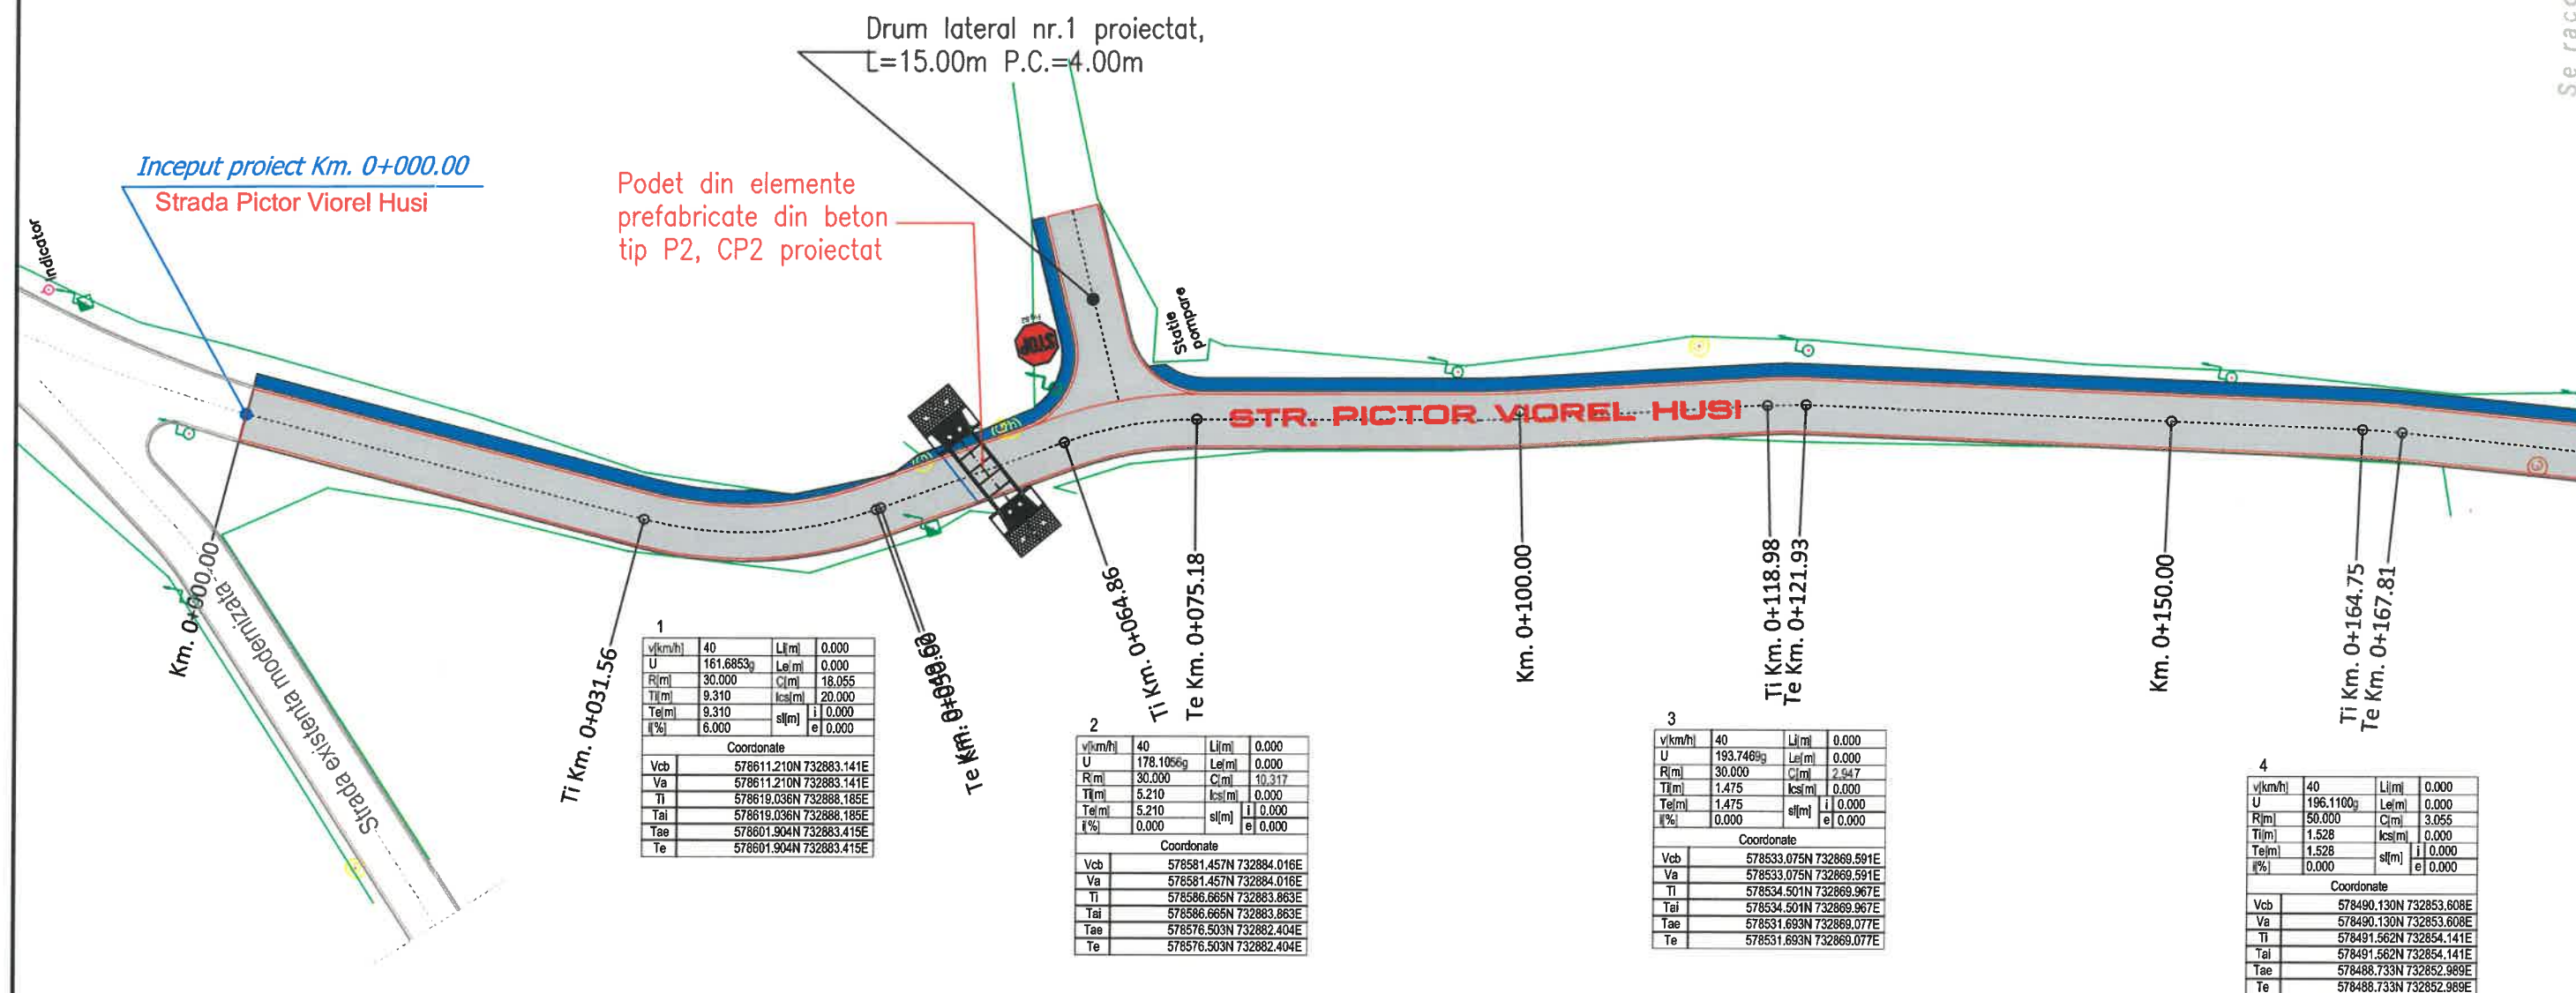 Drum lateral nr.1 proiectat,
L=15.00m P.C.=4.00m
Inceput proiect Km. 0+000.00
Strada Pictor Viorel Husi
Podet din elemente
prefabricate din beton
tip P2, CP2 proiectat
Indicator
STOP
Statie
pompare
STR. PICTOR VIOREL HUSI
Se
Strada existenta modernizata
Km. 0+000.00
Ti Km. 0+031.56
Te Km.
Ti Km. 0+064.86
Te Km. 0+075.18
Km. 0+100.00
Ti Km. 0+118.98
Te Km. 0+121.93
Km. 0+150.00
Ti Km. 0+164.75
Te Km. 0+167.81
1
v[km/h] 40 Li[m] 0.000
U 161.6853g Le[m] 0.000
R[m] 30.000 C[m] 18.055
Ti[m] 9.310 lcs[m] 20.000
Te[m] 9.310 sl[m] i 0.000
i[%] 6.000 e 0.000
Coordonate
Vcb 578611.210N 732883.141E
Va 578611.210N 732883.141E
Ti 578619.036N 732888.185E
Tai 578619.036N 732888.185E
Tae 578601.904N 732883.415E
Te 578601.904N 732883.415E
2
v[km/h] 40 Li[m] 0.000
U 178.1056g Le[m] 0.000
R[m] 30.000 C[m] 10.317
Ti[m] 5.210 lcs[m] 0.000
Te[m] 5.210 sl[m] i 0.000
i[%] 0.000 e 0.000
Coordonate
Vcb 578581.457N 732884.016E
Va 578581.457N 732884.016E
Ti 578586.665N 732883.863E
Tai 578586.665N 732883.863E
Tae 578576.503N 732882.404E
Te 578576.503N 732882.404E
3
v[km/h] 40 Li[m] 0.000
U 193.7469g Le[m] 0.000
R[m] 30.000 C[m] 2.947
Ti[m] 1.475 lcs[m] 0.000
Te[m] 1.475 sl[m] i 0.000
i[%] 0.000 e 0.000
Coordonate
Vcb 578533.075N 732869.591E
Va 578533.075N 732869.591E
Ti 578534.501N 732869.967E
Tai 578534.501N 732869.967E
Tae 578531.693N 732869.077E
Te 578531.693N 732869.077E
4
v[km/h] 40 Li[m] 0.000
U 196.1100g Le[m] 0.000
R[m] 50.000 C[m] 3.055
Ti[m] 1.528 lcs[m] 0.000
Te[m] 1.528 sl[m] i 0.000
i[%] 0.000 e 0.000
Coordonate
Vcb 578490.130N 732853.608E
Va 578490.130N 732853.608E
Ti 578491.562N 732854.141E
Tai 578491.562N 732854.141E
Tae 578488.733N 732852.989E
Te 578488.733N 732852.989E